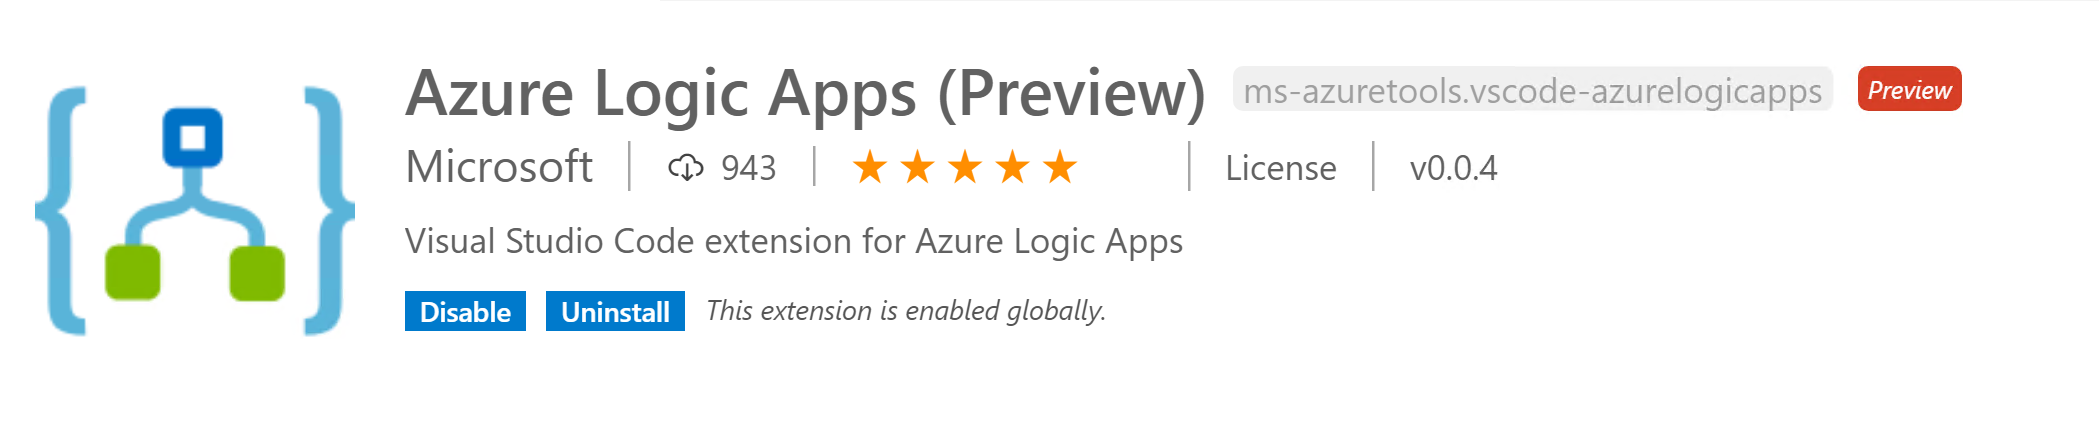 Azure Logic Apps (Preview) ms-azuretools.vscode-azurelogicapps Preview
Microsoft 943 License v0.0.4
Visual Studio Code extension for Azure Logic Apps
Disable Uninstall This extension is enabled globally.